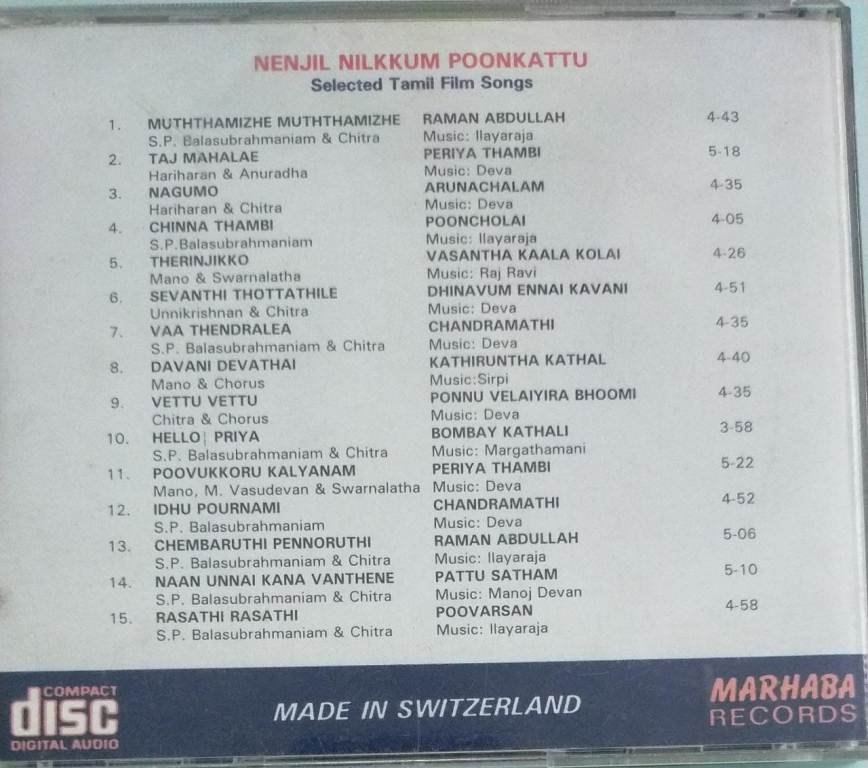 NENJIL NILKKUM POONKATTU
Selected Tamil Film Songs
1. MUTHTHAMIZHE MUTHTHAMIZHE RAMAN ABDULLAH 4-43
S.P. Balasubrahmaniam & Chitra Music: Ilayaraja
2. TAJ MAHALAE PERIYA THAMBI 5-18
Hariharan & Anuradha Music: Deva
3. NAGUMO ARUNACHALAM 4-35
Hariharan & Chitra Music: Deva
4. CHINNA THAMBI POONCHOLAI 4-05
S.P.Balasubrahmaniam Music: Ilayaraja
5. THERINJIKKO VASANTHA KAALA KOLAI 4-26
Mano & Swarnalatha Music: Raj Ravi
6. SEVANTHI THOTTATHILE DHINAVUM ENNAI KAVANI 4-51
Unnikrishnan & Chitra Music: Deva
7. VAA THENDRALEA CHANDRAMATHI 4-35
S.P. Balasubrahmaniam & Chitra Music: Deva
8. DAVANI DEVATHAI KATHIRUNTHA KATHAL 4-40
Mano & Chorus Music:Sirpi
9. VETTU VETTU PONNU VELAIYIRA BHOOMI 4-35
Chitra & Chorus Music: Deva
10. HELLO| PRIYA BOMBAY KATHALI 3-58
S.P. Balasubrahmaniam & Chitra Music: Margathamani
11. POOVUKKORU KALYANAM PERIYA THAMBI 5-22
Mano, M. Vasudevan & Swarnalatha Music: Deva
12. IDHU POURNAMI CHANDRAMATHI 4-52
S.P. Balasubrahmaniam Music: Deva
13. CHEMBARUTHI PENNORUTHI RAMAN ABDULLAH 5-06
S.P. Balasubrahmaniam & Chitra Music: Ilayaraja
14. NAAN UNNAI KANA VANTHENE PATTU SATHAM 5-10
S.P. Balasubrahmaniam & Chitra Music: Manoj Devan
15. RASATHI RASATHI POOVARSAN 4-58
S.P. Balasubrahmaniam & Chitra Music: Ilayaraja
COMPACT
disc
DIGITAL AUDIO
MADE IN SWITZERLAND
MARHABA
RECORDS